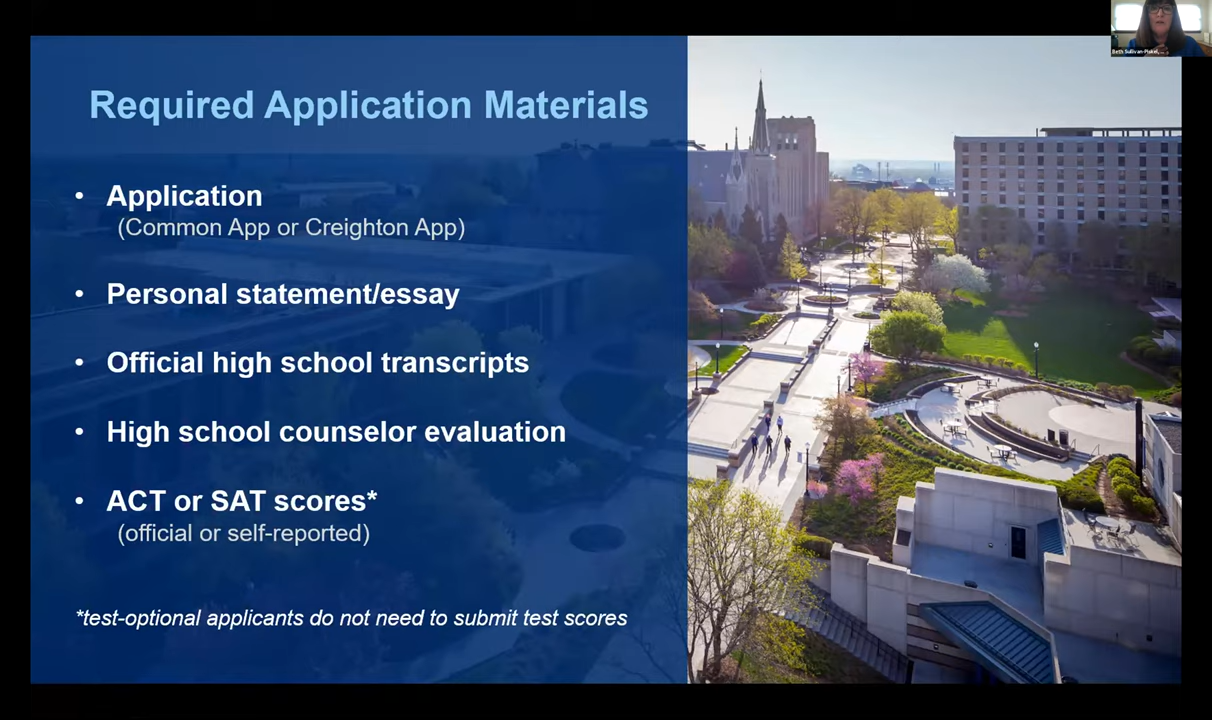 Required Application Materials
• Application
(Common App or Creighton App)
• Personal statement/essay
• Official high school transcripts
• High school counselor evaluation
• ACT or SAT scores*
(official or self-reported)
*test-optional applicants do not need to submit test scores